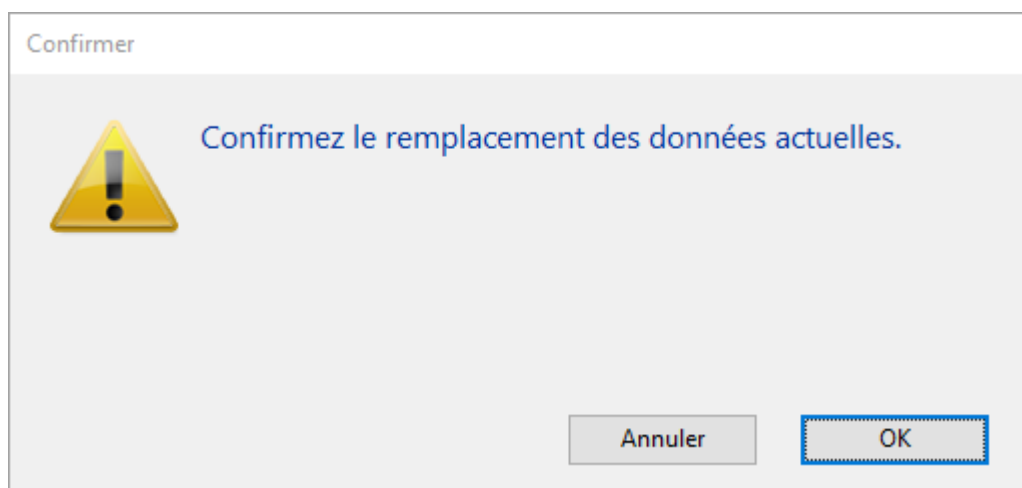 Confirmer
Confirmez le remplacement des données actuelles.
Annuler
OK